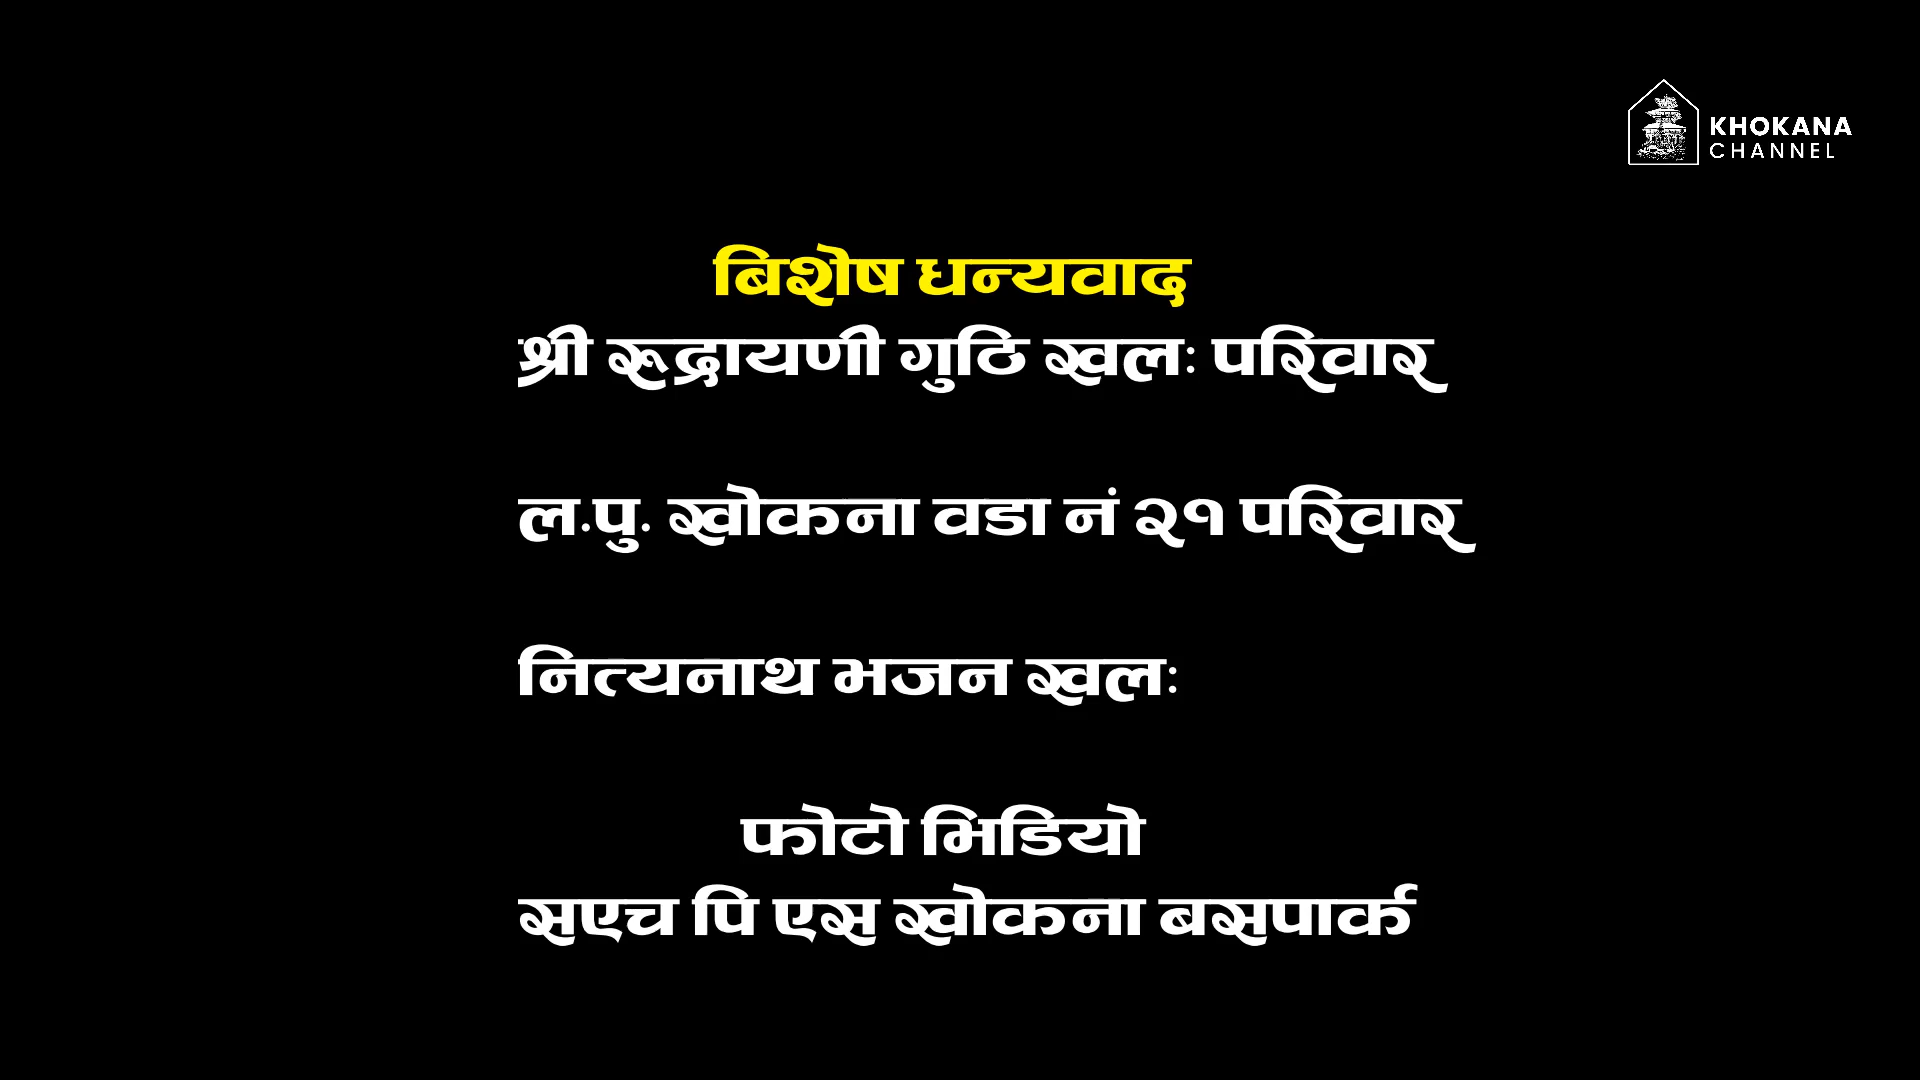 KHOKANA
CHANNEL
बिशेष धन्यवाद
श्री रूद्रायणी गुठि खलः परिवार
ल.पु. खोकना वडा नं २१ परिवार
नित्यनाथ भजन खलः
फोटो भिडियो
सएच पि एस खोकना बसपार्क